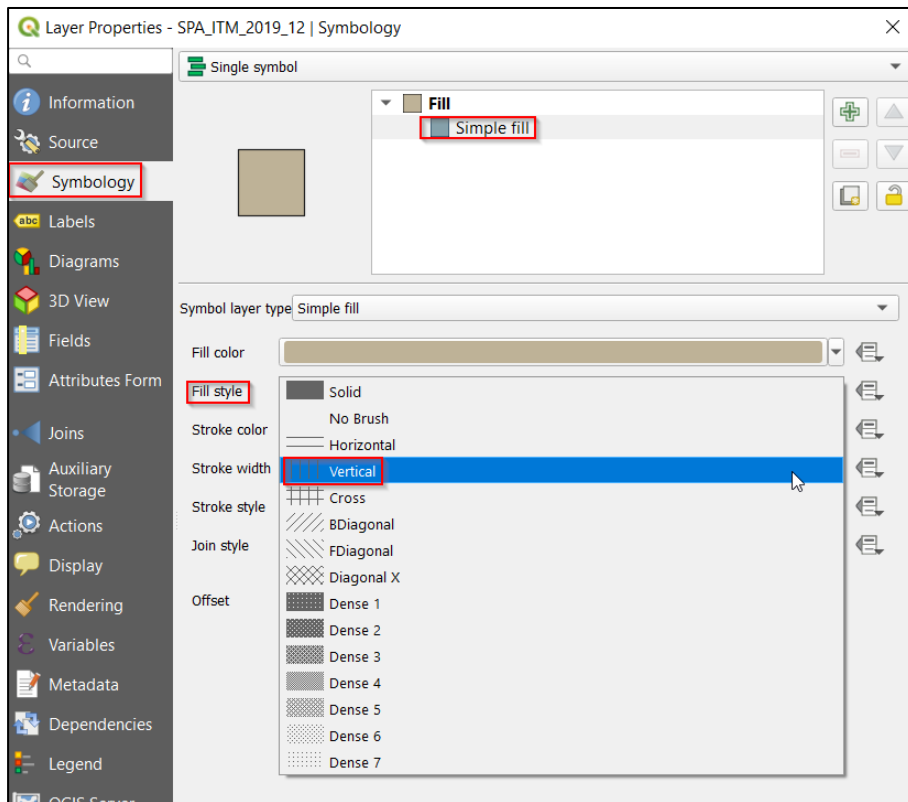 Layer Properties - SPA_ITM_2019_12 | Symbology
Single symbol
Information
Source
Symbology
abc Labels
Diagrams
3D View
Fields
Attributes Form
Joins
Auxiliary
Storage
Actions
Display
Rendering
Variables
Metadata
Dependencies
Legend
QGIS Server
Fill
Simple fill
Symbol layer type Simple fill
Fill color
Fill style
Stroke color
Stroke width
Stroke style
Join style
Offset
Solid
No Brush
Horizontal
Vertical
Cross
BDiagonal
FDiagonal
Diagonal X
Dense 1
Dense 2
Dense 3
Dense 4
Dense 5
Dense 6
Dense 7